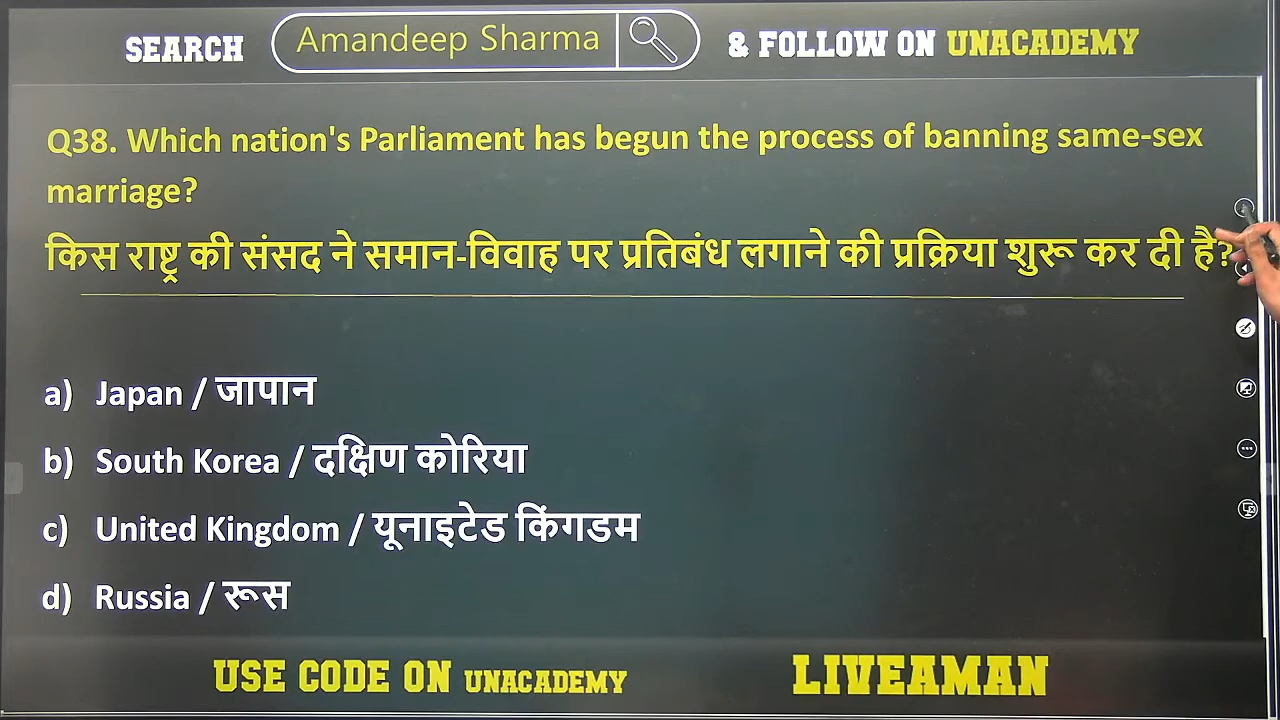 SEARCH Amandeep Sharma & FOLLOW ON UNACADEMY
Q38. Which nation's Parliament has begun the process of banning same-sex
marriage?
किस राष्ट्र की संसद ने समान-विवाह पर प्रतिबंध लगाने की प्रक्रिया शुरू कर दी है?
a) Japan / जापान
b) South Korea / दक्षिण कोरिया
c) United Kingdom / यूनाइटेड किंगडम
d) Russia / रूस
USE CODE ON UNACADEMY LIVEAMAN